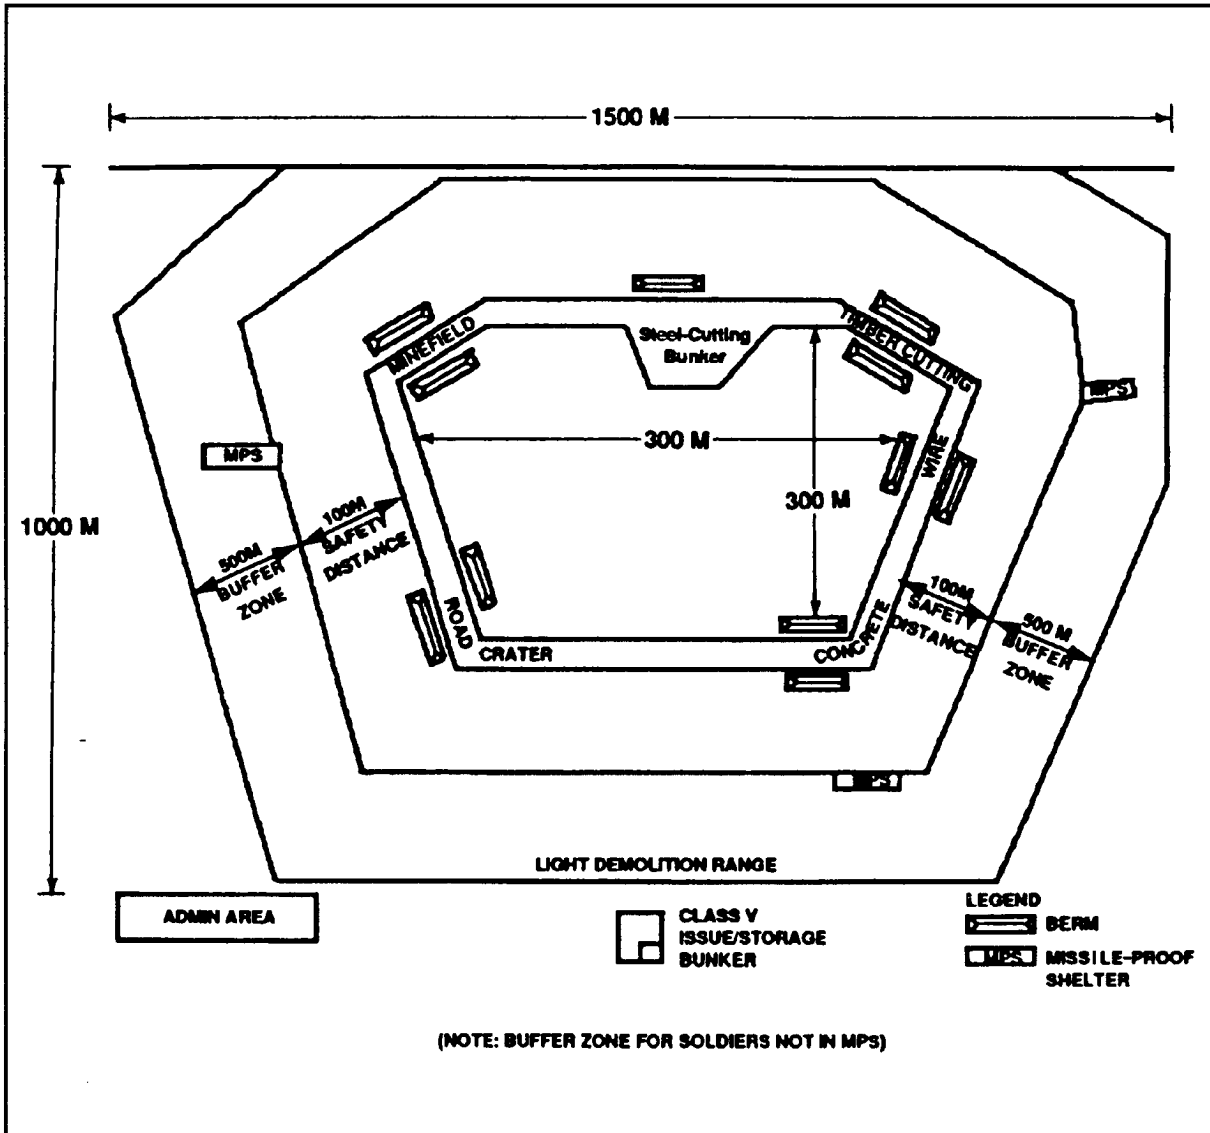 1500 M
MINEFIELD
Steel-Cutting
Bunker
TIMBER CUTTING
MPS
300 M
WIRE
MPS
300 M
1000 M
100M
SAFETY
DISTANCE
500M
BUFFER
ZONE
ROAD
CRATER
CONCRETE
100M
SAFETY
DISTANCE
500 M
BUFFER
ZONE
MPS
LIGHT DEMOLITION RANGE
ADMIN AREA
CLASS V
ISSUE/STORAGE
BUNKER
LEGEND
BERM
MPS
MISSILE-PROOF
SHELTER
(NOTE: BUFFER ZONE FOR SOLDIERS NOT IN MPS)